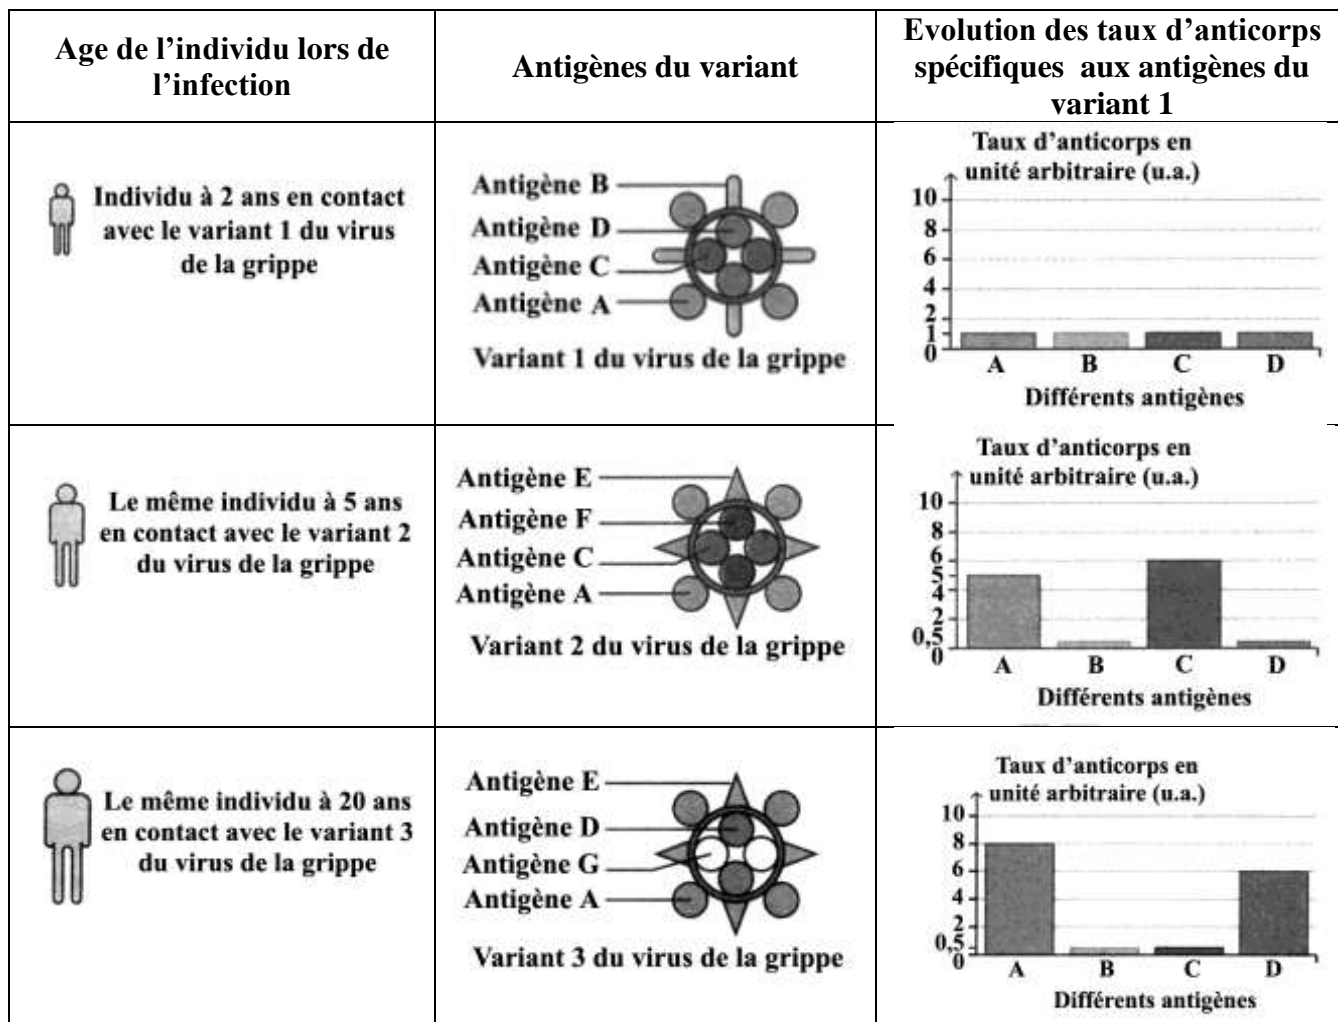 Age de l’individu lors de
l’infection
Antigènes du variant
Evolution des taux d’anticorps
spécifiques  aux antigènes du
variant 1
Individu à 2 ans en contact
avec le variant 1 du virus
de la grippe
Antigène B
Antigène D
Antigène C
Antigène A
Variant 1 du virus de la grippe
Taux d’anticorps en
unité arbitraire (u.a.)
10
8
6
4
2
1
0
A B C D
Différents antigènes
Le même individu à 5 ans
en contact avec le variant 2
du virus de la grippe
Antigène E
Antigène F
Antigène C
Antigène A
Variant 2 du virus de la grippe
Taux d’anticorps en
unité arbitraire (u.a.)
10
8
6
5
4
2
0,5
0
A B C D
Différents antigènes
Le même individu à 20 ans
en contact avec le variant 3
du virus de la grippe
Antigène E
Antigène D
Antigène G
Antigène A
Variant 3 du virus de la grippe
Taux d’anticorps en
unité arbitraire (u.a.)
10
8
6
4
2
0,5
0
A B C D
Différents antigènes